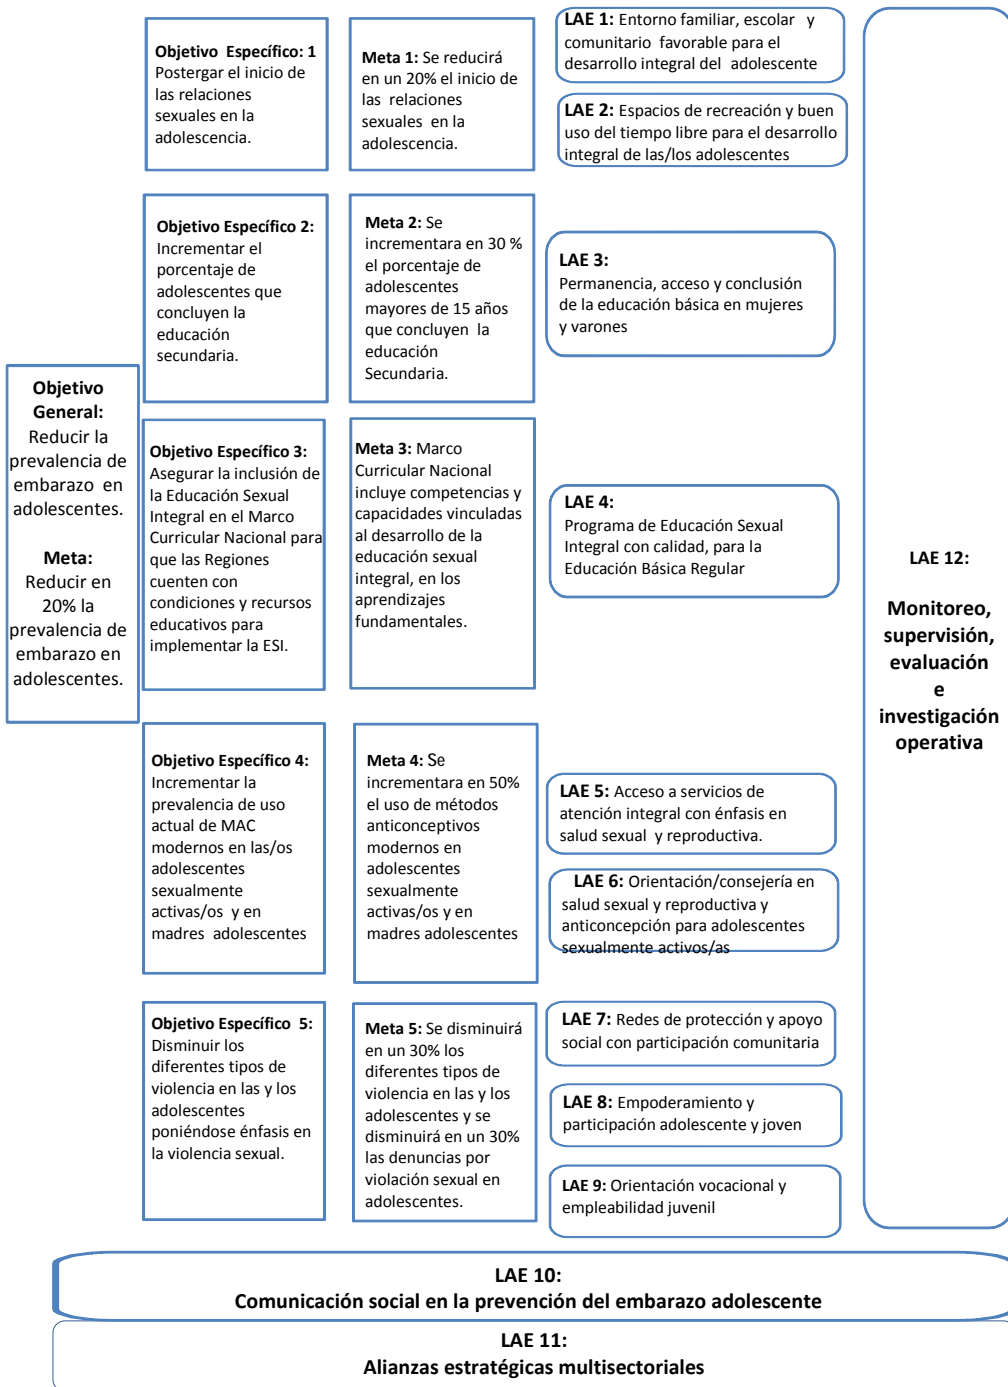 Objetivo
General:
Reducir la
prevalencia de
embarazo en
adolescentes.
Meta:
Reducir en
20% la
prevalencia de
embarazo en
adolescentes.
Objetivo Específico: 1
Postergar el inicio de
las relaciones
sexuales en la
adolescencia.
Meta 1: Se reducirá
en un 20% el inicio de
las relaciones
sexuales en la
adolescencia.
LAE 1: Entorno familiar, escolar y
comunitario favorable para el
desarrollo integral del adolescente
LAE 2: Espacios de recreación y buen
uso del tiempo libre para el desarrollo
integral de las/los adolescentes
Objetivo Específico 2:
Incrementar el
porcentaje de
adolescentes que
concluyen la
educación
secundaria.
Meta 2: Se
incrementara en 30 %
el porcentaje de
adolescentes
mayores de 15 años
que concluyen la
educación
Secundaria.
LAE 3:
Permanencia, acceso y conclusión
de la educación básica en mujeres
y varones
Objetivo Específico 3:
Asegurar la inclusión de
la Educación Sexual
Integral en el Marco
Curricular Nacional para
que las Regiones
cuenten con
condiciones y recursos
educativos para
implementar la ESI.
Meta 3: Marco
Curricular Nacional
incluye competencias y
capacidades vinculadas
al desarrollo de la
educación sexual
integral, en los
aprendizajes
fundamentales.
LAE 4:
Programa de Educación Sexual
Integral con calidad, para la
Educación Básica Regular
Objetivo Específico 4:
Incrementar la
prevalencia de uso
actual de MAC
modernos en las/os
adolescentes
sexualmente
activas/os y en
madres adolescentes
Meta 4: Se
incrementara en 50%
el uso de métodos
anticonceptivos
modernos en
adolescentes
sexualmente
activas/os y en
madres adolescentes
LAE 5: Acceso a servicios de
atención integral con énfasis en
salud sexual y reproductiva.
LAE 6: Orientación/consejería en
salud sexual y reproductiva y
anticoncepción para adolescentes
sexualmente activos/as
Objetivo Específico 5:
Disminuir los
diferentes tipos de
violencia en las y los
adolescentes
poniéndose énfasis en
la violencia sexual.
Meta 5: Se disminuirá
en un 30% los
diferentes tipos de
violencia en las y los
adolescentes y se
disminuirá en un 30%
las denuncias por
violación sexual en
adolescentes.
LAE 7: Redes de protección y apoyo
social con participación comunitaria
LAE 8: Empoderamiento y
participación adolescente y joven
LAE 9: Orientación vocacional y
empleabilidad juvenil
LAE 12:
Monitoreo,
supervisión,
evaluación
e
investigación
operativa
LAE 10:
Comunicación social en la prevención del embarazo adolescente
LAE 11:
Alianzas estratégicas multisectoriales